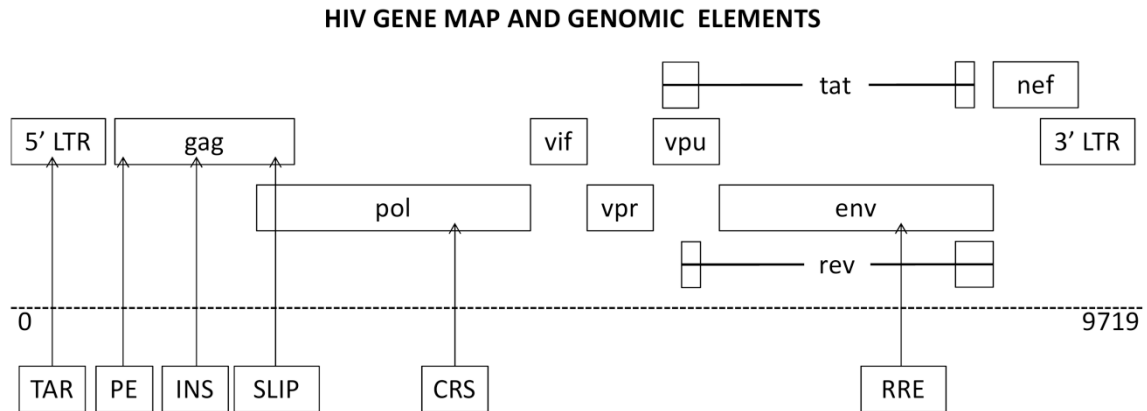 HIV GENE MAP AND GENOMIC ELEMENTS
tat nef
5’ LTR gag vif vpu 3’ LTR
pol vpr env
rev
0 9719
TAR PE INS SLIP CRS RRE